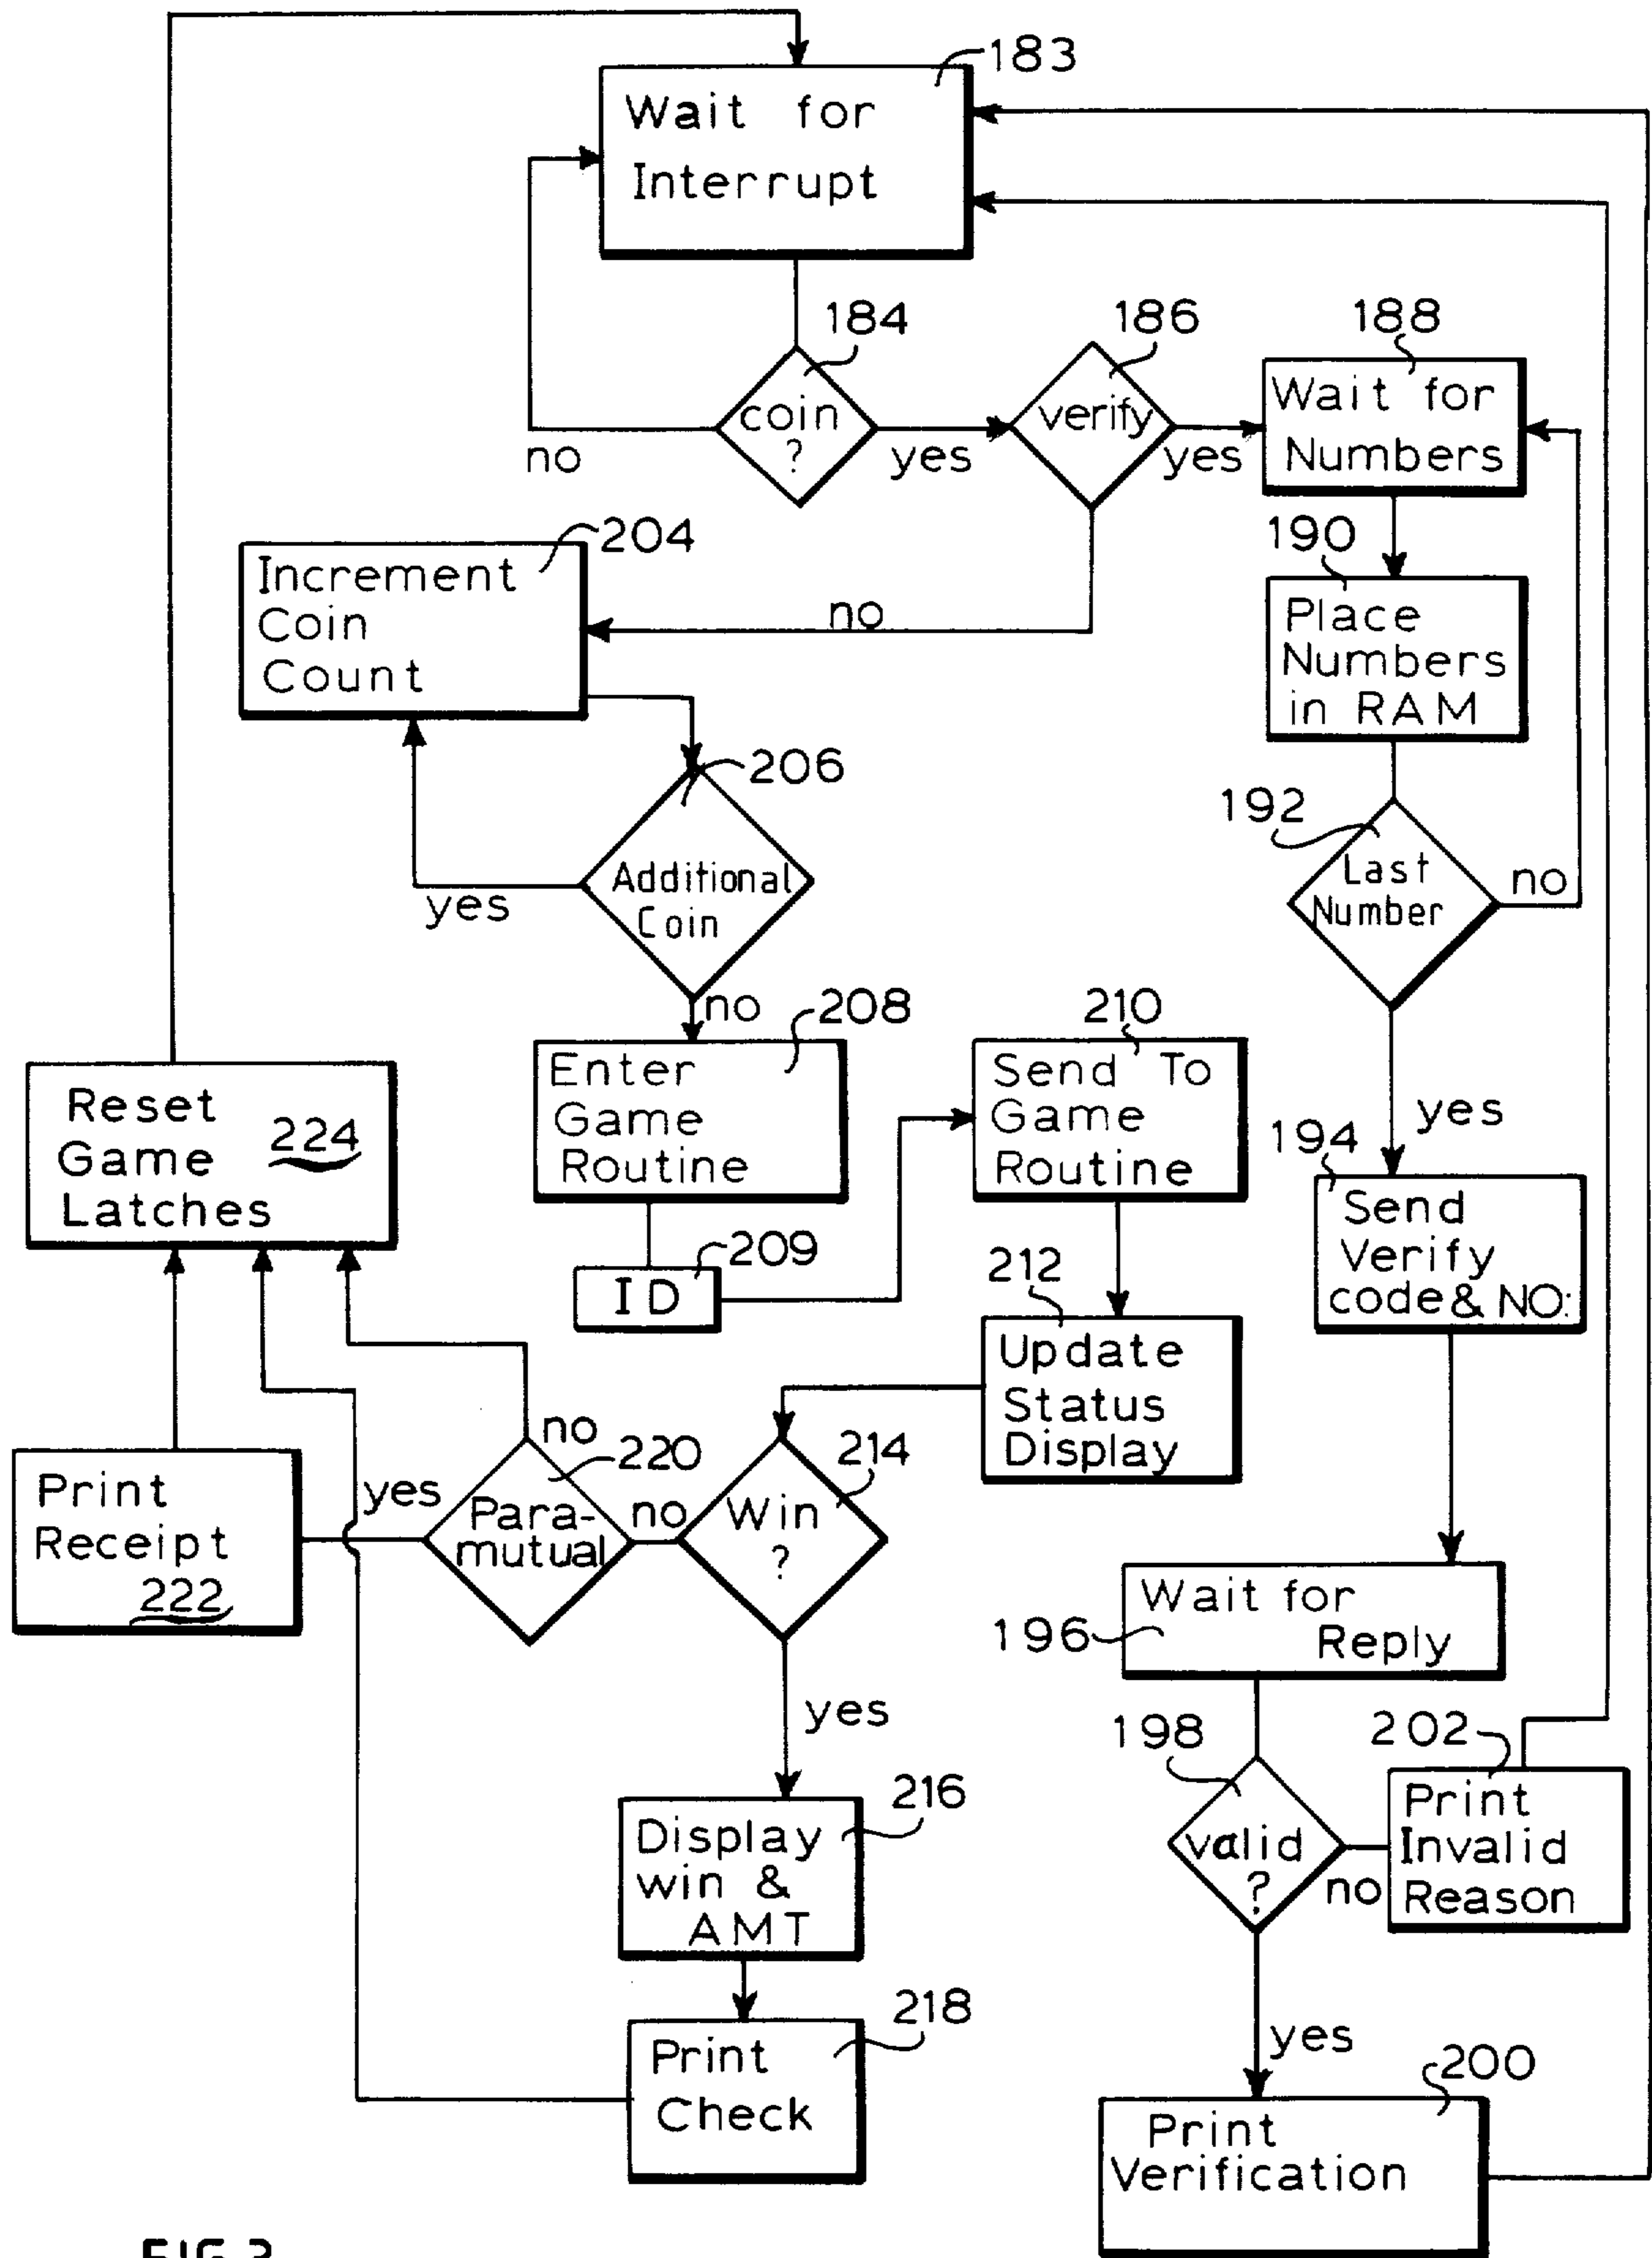 183
Wait for
Interrupt
184
coin
?
no
yes
186
verify
yes
no
188
Wait for
Numbers
190
Place
Numbers
in RAM
192
Last
Number
no
yes
194
Send
Verify
code & NO:
196
Wait for
Reply
198
valid
?
no
yes
202
Print
Invalid
Reason
200
Print
Verification
204
Increment
Coin
Count
206
Additional
Coin
yes
no
208
Enter
Game
Routine
209
ID
210
Send To
Game
Routine
212
Update
Status
Display
214
Win
?
no
yes
216
Display
win &
AMT
218
Print
Check
220
Para-
mutual
no
yes
Print
Receipt
222
Reset
Game
Latches
224
FIG. 3